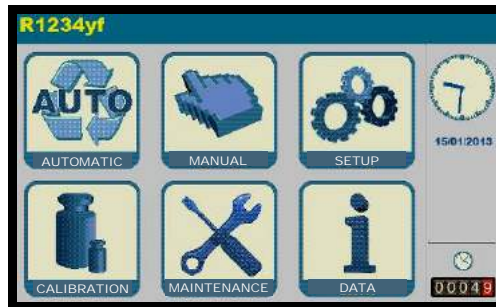 R1234yf
AUTO
AUTOMATIC
MANUAL
SETUP
15/01/2013
CALIBRATION
MAINTENANCE
DATA
00049